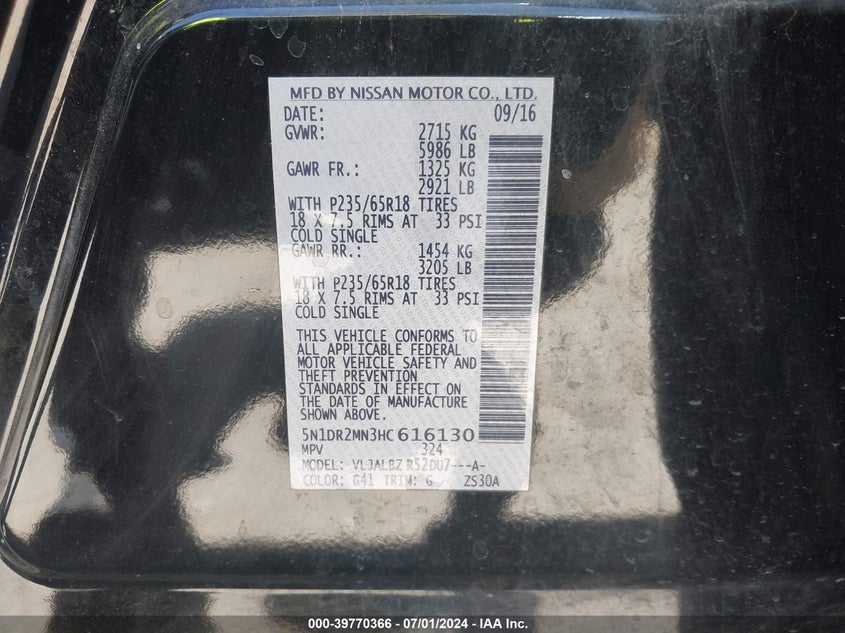 MFD BY NISSAN MOTOR CO., LTD.
DATE: 09/16
GVWR: 2715 KG
5986 LB
GAWR FR.: 1325 KG
2921 LB
WITH P235/65R18 TIRES
18 X 7.5 RIMS AT 33 PSI
COLD SINGLE
GAWR RR.: 1454 KG
3205 LB
WITH P235/65R18 TIRES
18 X 7.5 RIMS AT 33 PSI
COLD SINGLE
THIS VEHICLE CONFORMS TO
ALL APPLICABLE FEDERAL
MOTOR VEHICLE SAFETY AND
THEFT PREVENTION
STANDARDS IN EFFECT ON
THE DATE OF MANUFACTURE
SHOWN ABOVE.
5N1DR2MN3HC616130
MPV 324
MODEL: VLJALBZ R52DU7---A-
COLOR: G41 TRIM: G ZS30A
000-39770366 - 07/01/2024 - IAA Inc.